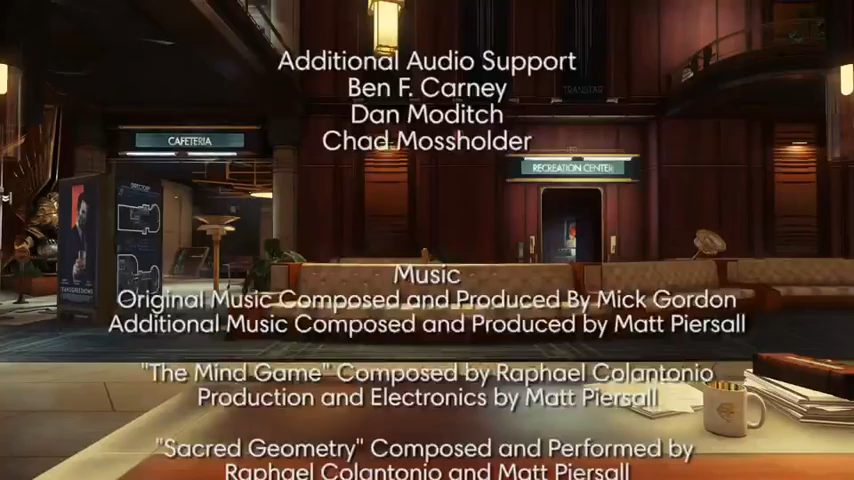 Additional Audio Support
Ben F. Carney
Dan Moditch
Chad Mossholder
TRANSTAR
CAFETERIA
RECREATION CENTER
DIRECTORY
Music
Original Music Composed and Produced By Mick Gordon
Additional Music Composed and Produced by Matt Piersall
"The Mind Game" Composed by Raphael Colantonio
Production and Electronics by Matt Piersall
"Sacred Geometry" Composed and Performed by
Raphael Colantonio and Matt Piersall